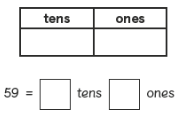 tens ones
59 = tens ones